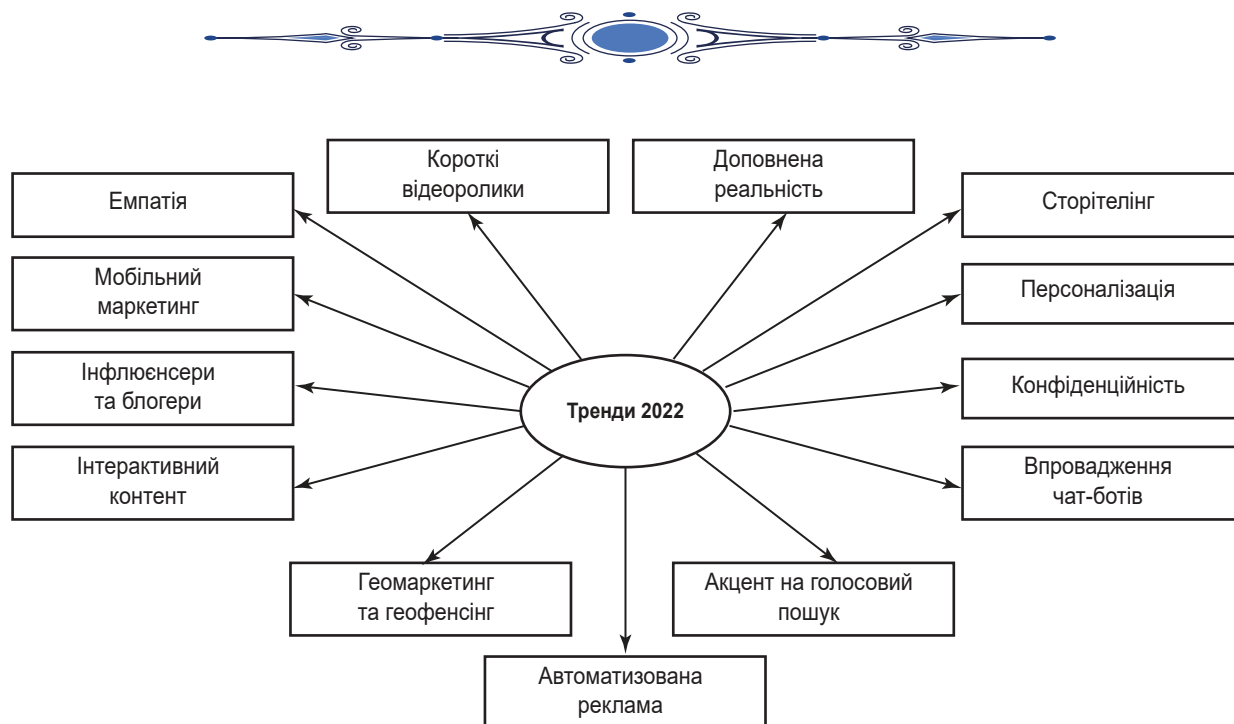 Короткі
відеоролики
Доповнена
реальність
Емпатія
Сторітелінг
Мобільний
маркетинг
Персоналізація
Інфлюєнсери
та блогери
Тренди 2022
Конфіденційність
Інтерактивний
контент
Впровадження
чат-ботів
Геомаркетинг
та геофенсінг
Акцент на голосовий
пошук
Автоматизована
реклама